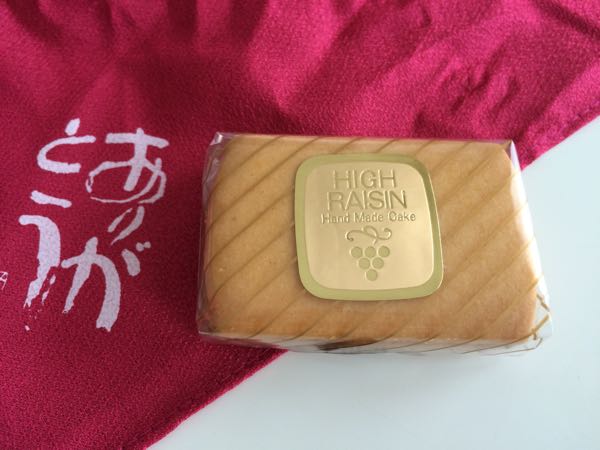 ありが
とう
HIGH
RAISIN
Hand Made Cake